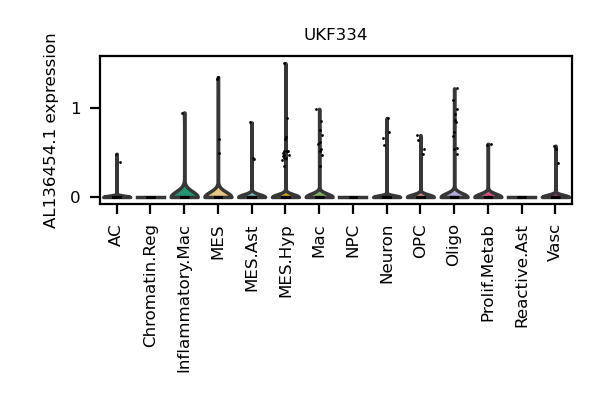 UKF334
AL136454.1 expression
1
0
AC
Chromatin.Reg
Inflammatory.Mac
MES
MES.Ast
MES.Hyp
Mac
NPC
Neuron
OPC
Oligo
Prolif.Metab
Reactive.Ast
Vasc